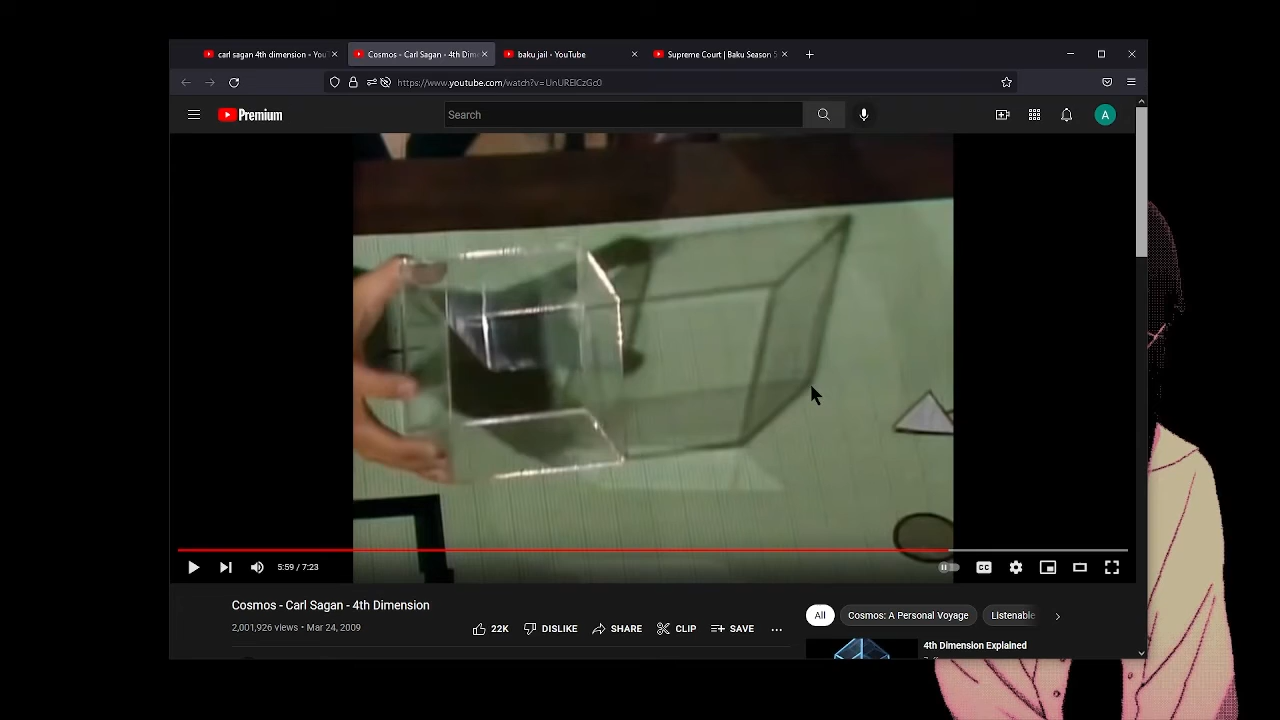 carl sagan 4th dimension - You
Cosmos - Carl Sagan - 4th Dime
baku jail - YouTube
Supreme Court | Baku Season 5
https://www.youtube.com/watch?v=UnURElCzGc0
Premium
Search
A
5:59 / 7:23
CC
Cosmos - Carl Sagan - 4th Dimension
2,001,926 views • Mar 24, 2009
22K
DISLIKE
SHARE
CLIP
SAVE
All
Cosmos: A Personal Voyage
Listenable
4th Dimension Explained